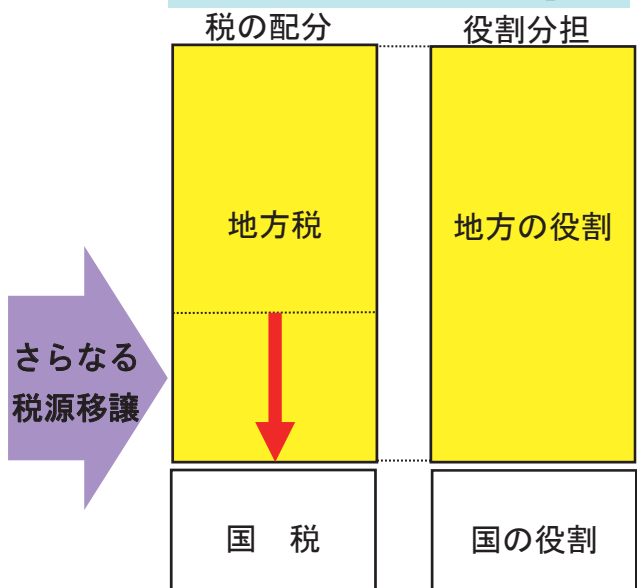 税の配分
役割分担
地方税
地方の役割
さらなる
税源移譲
国　税
国の役割